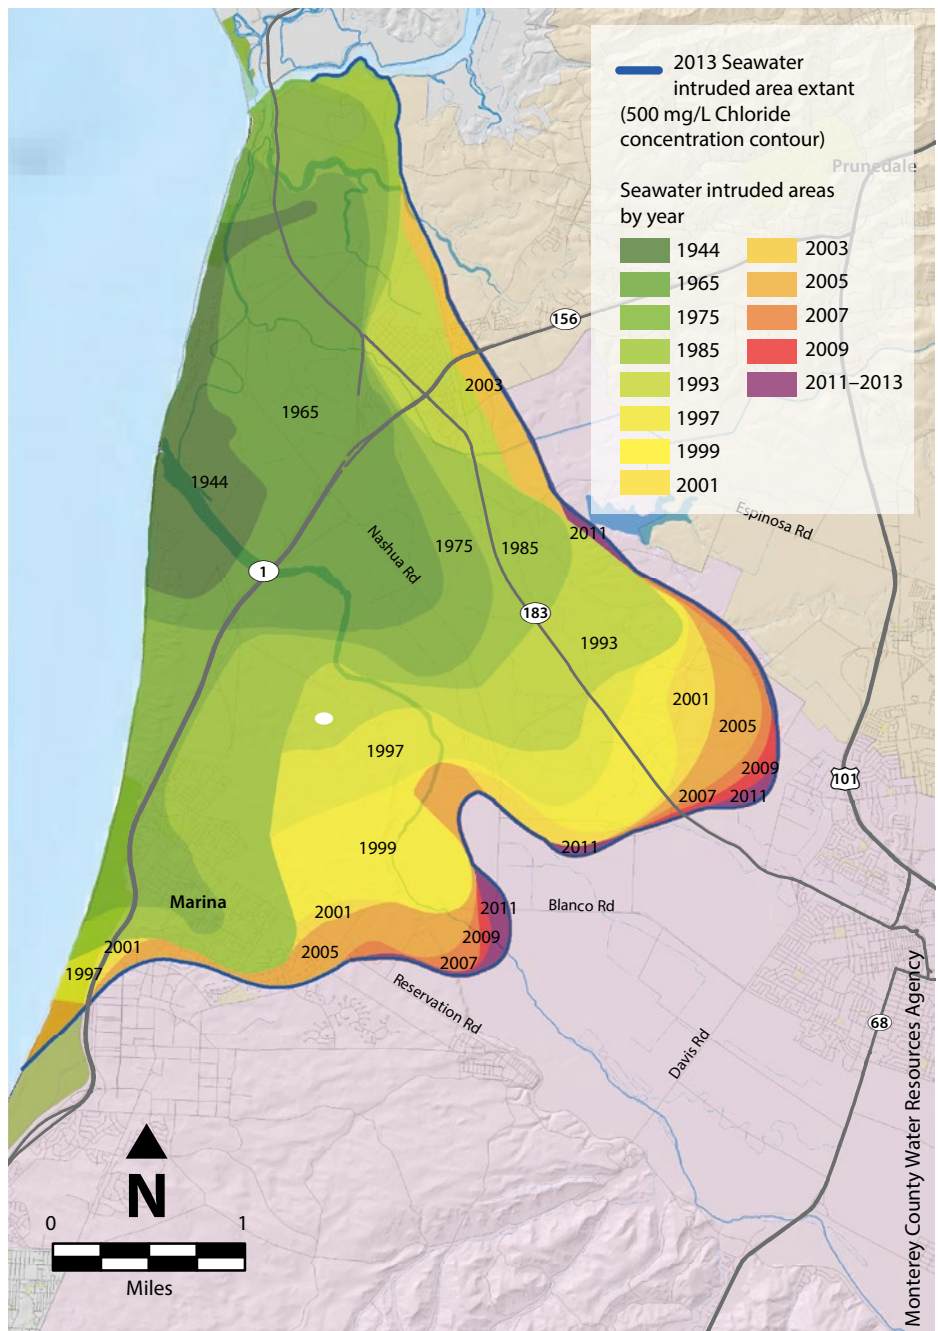 2013 Seawater
intruded area extant
(500 mg/L Chloride
concentration contour)
Prunedale
Seawater intruded areas
by year
1944
1965
1975
1985
1993
1997
1999
2001
2003
2005
2007
2009
2011–2013
156
2003
1965
1944
2011
Espinosa Rd
Nashua Rd
1975
1985
1
183
1993
2001
2005
1997
2009
101
2007
2011
2011
1999
Marina
2001
2011
Blanco Rd
2001
2005
2009
2007
1997
Reservation Rd
68
Davis Rd
Monterey County Water Resources Agency
N
0 1
Miles